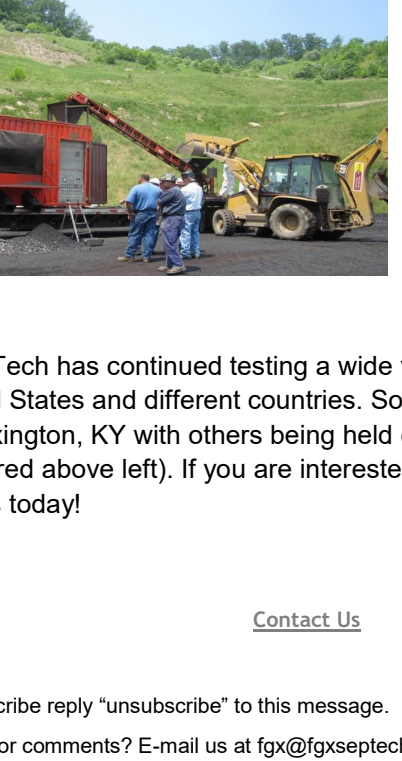 Tech has continued testing a wide
States and different countries. So
ington, KY with others being held
red above left). If you are intereste
today!
Contact Us
cribe reply “unsubscribe” to this message.
or comments? E-mail us at fgx@fgxseptech